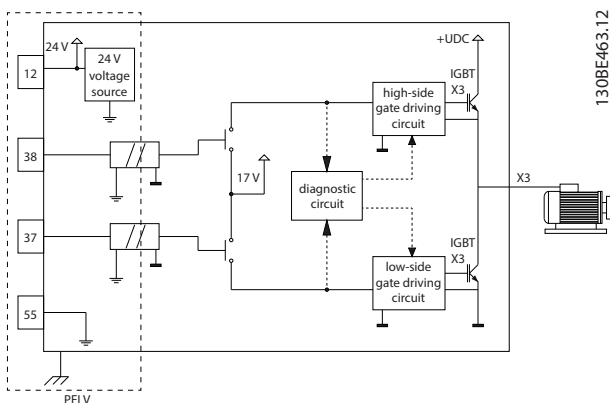 130BE463.12
+UDC
24 V
12
24 V
voltage
source
IGBT
X3
high-side
gate driving
circuit
38
17 V
diagnostic
circuit
X3
37
IGBT
X3
low-side
gate driving
circuit
55
PELV